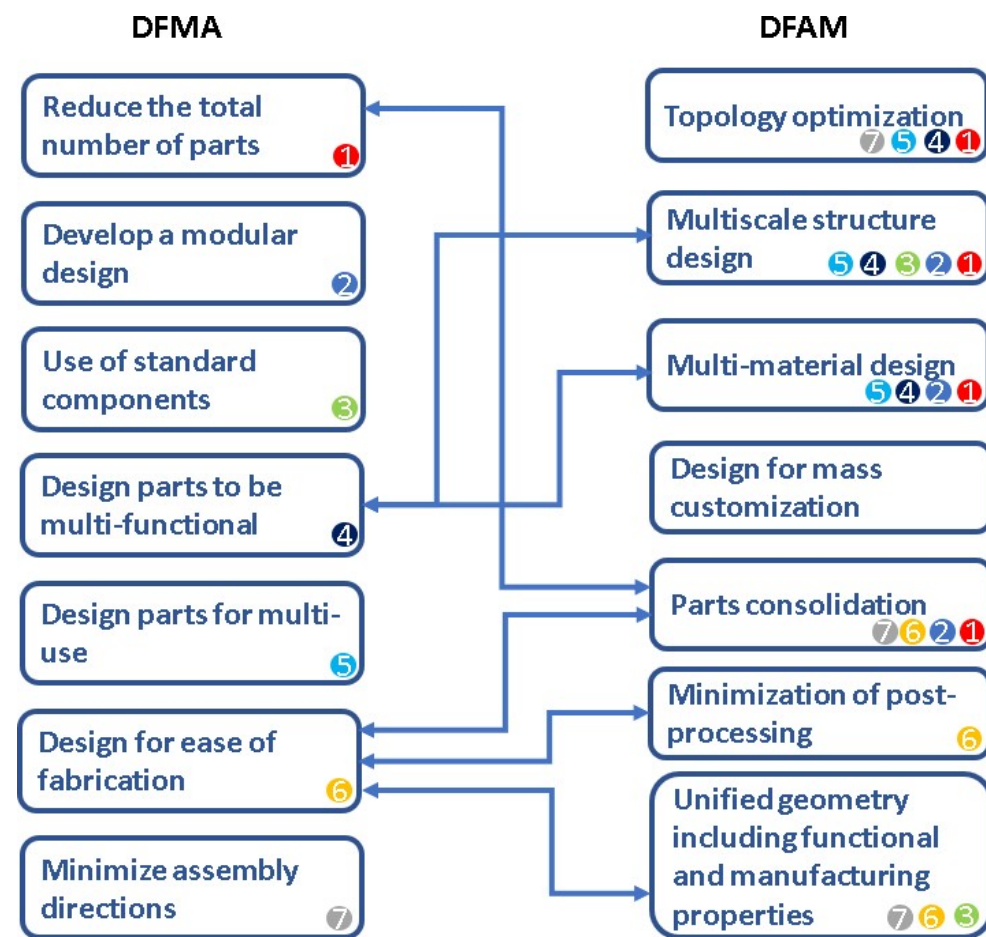 DFMA
Reduce the total
number of parts
1
Develop a modular
design
2
Use of standard
components
3
Design parts to be
multi-functional
4
Design parts for multi-
use
5
Design for ease of
fabrication
6
Minimize assembly
directions
7
DFAM
Topology optimization
7 5 4 1
Multiscale structure
design
5 4 3 2 1
Multi-material design
5 4 2 1
Design for mass
customization
Parts consolidation
7 6 2 1
Minimization of post-
processing
6
Unified geometry
including functional
and manufacturing
properties
7 6 3